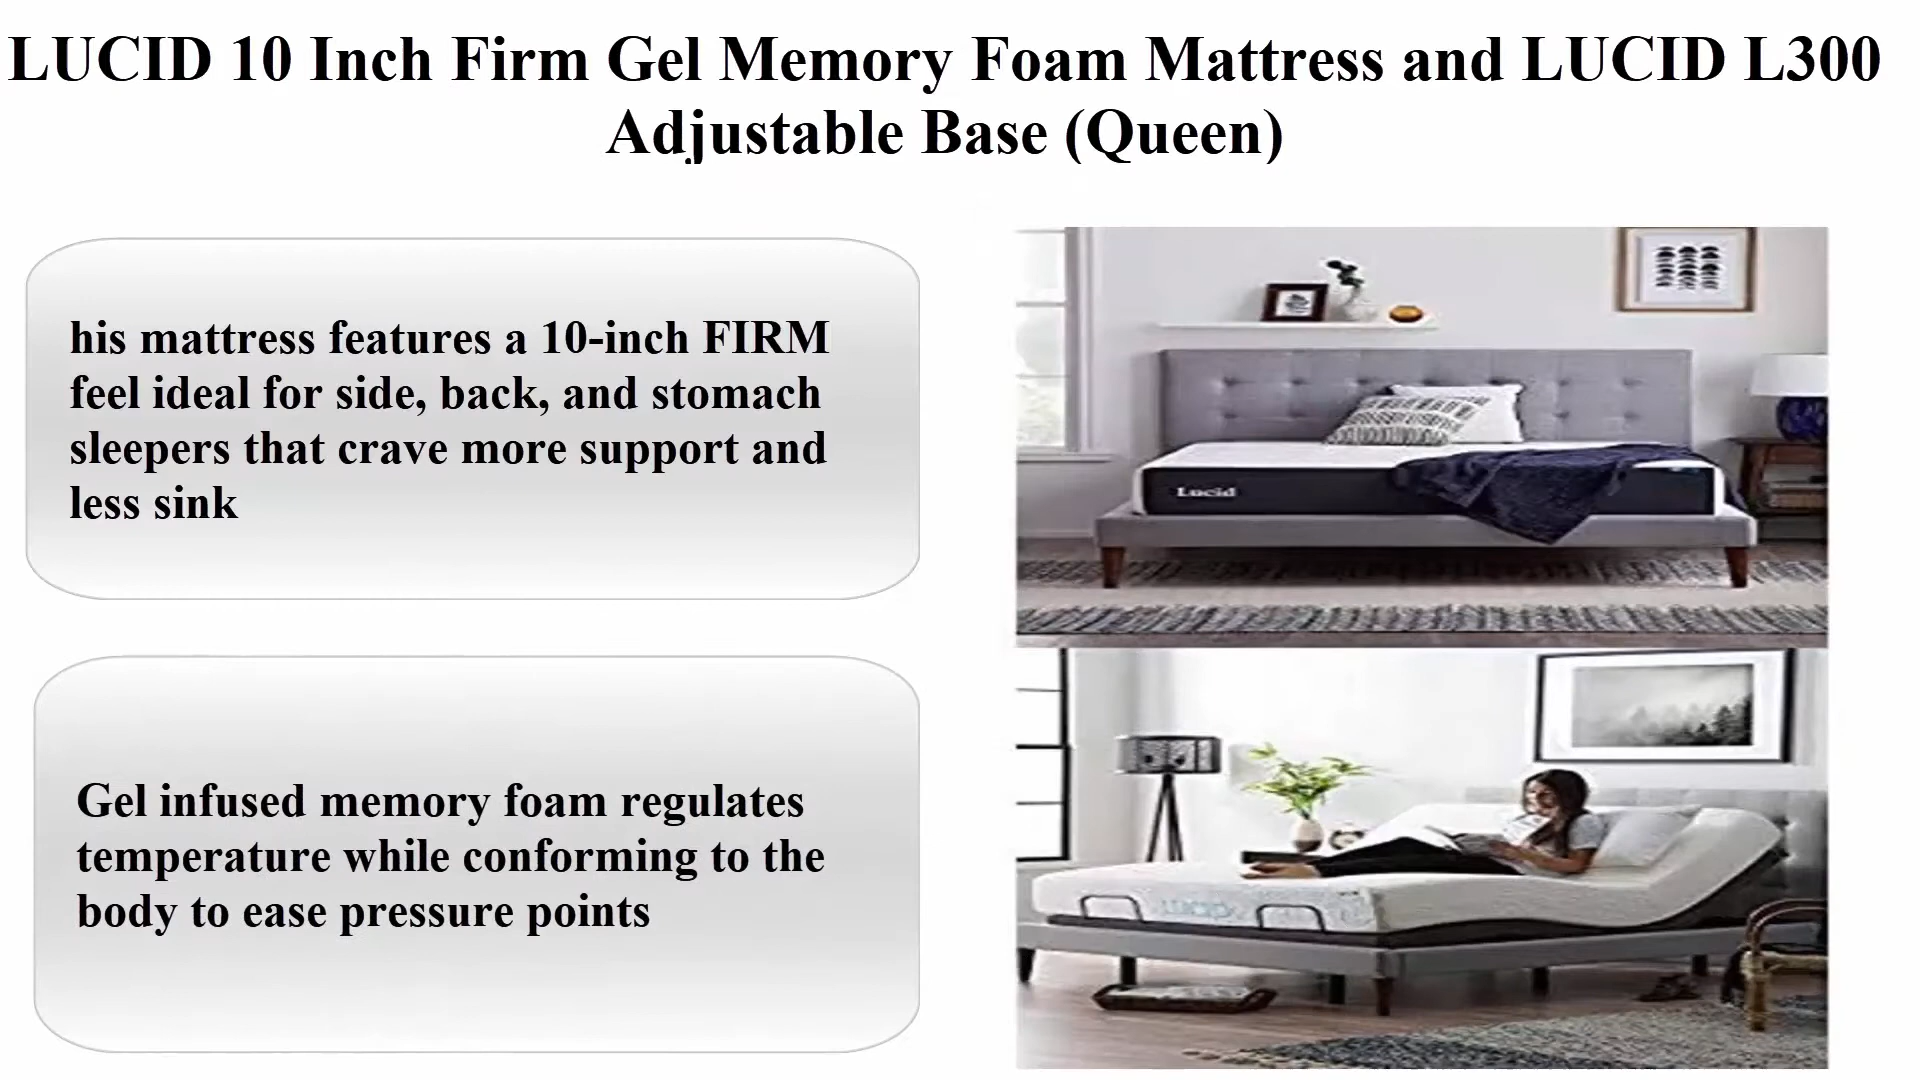 LUCID 10 Inch Firm Gel Memory Foam Mattress and LUCID L300
Adjustable Base (Queen)
his mattress features a 10-inch FIRM
feel ideal for side, back, and stomach
sleepers that crave more support and
less sink
Gel infused memory foam regulates
temperature while conforming to the
body to ease pressure points
Lucid
LUCID